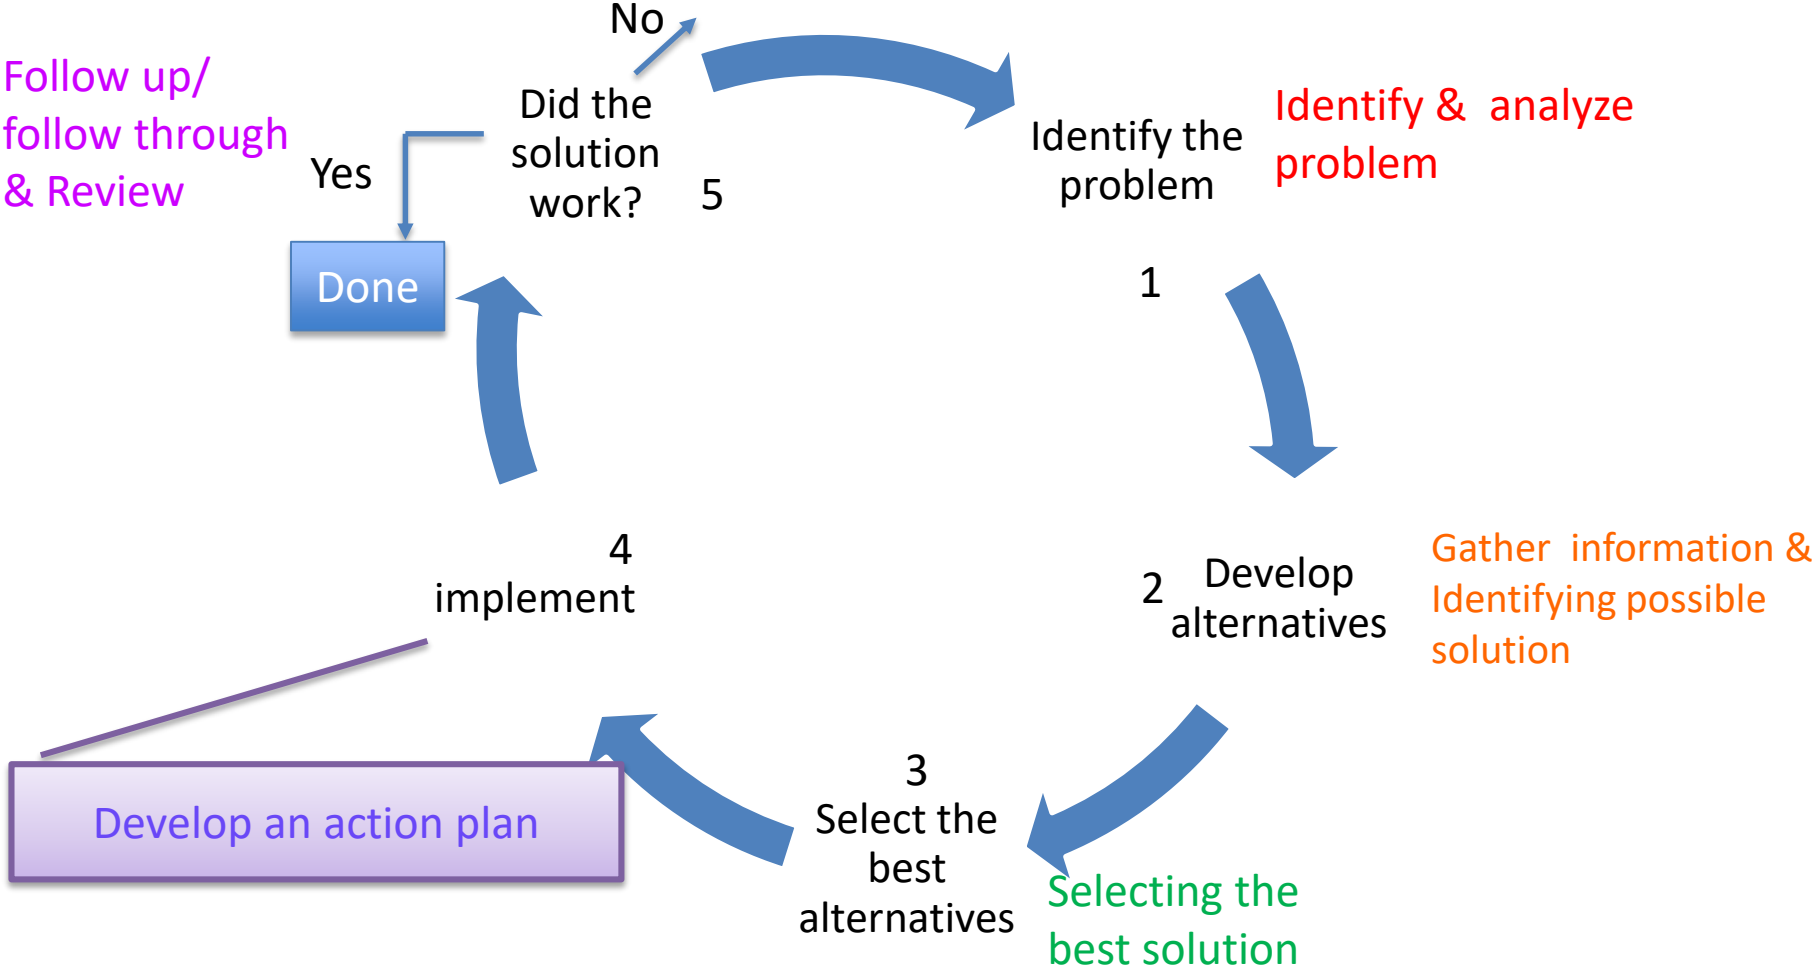 No
Follow up/
follow through
& Review
Yes
Did the
solution
work?
5
Done
Identify the
problem
1
Identify & analyze
problem
2
Develop
alternatives
Gather information &
Identifying possible
solution
3
Select the
best
alternatives
Selecting the
best solution
4
implement
Develop an action plan